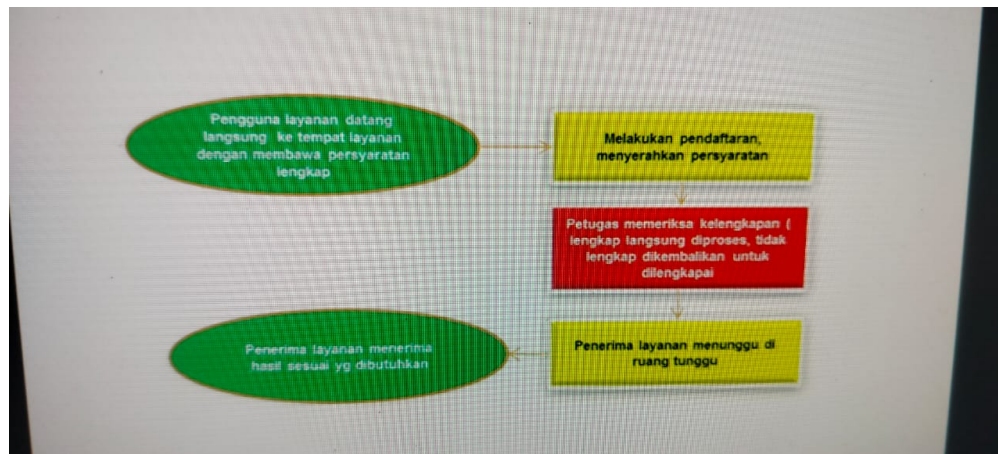 Pengguna layanan datang
langsung ke tempat layanan
dengan membawa persyaratan
lengkap
Melakukan pendaftaran,
menyerahkan persyaratan
Petugas memeriksa kelengkapan (
lengkap langsung diproses, tidak
lengkap dikembalikan untuk
dilengkapai
Penerima layanan menunggu di
ruang tunggu
Penerima layanan menerima
hasil sesuai yg dibutuhkan